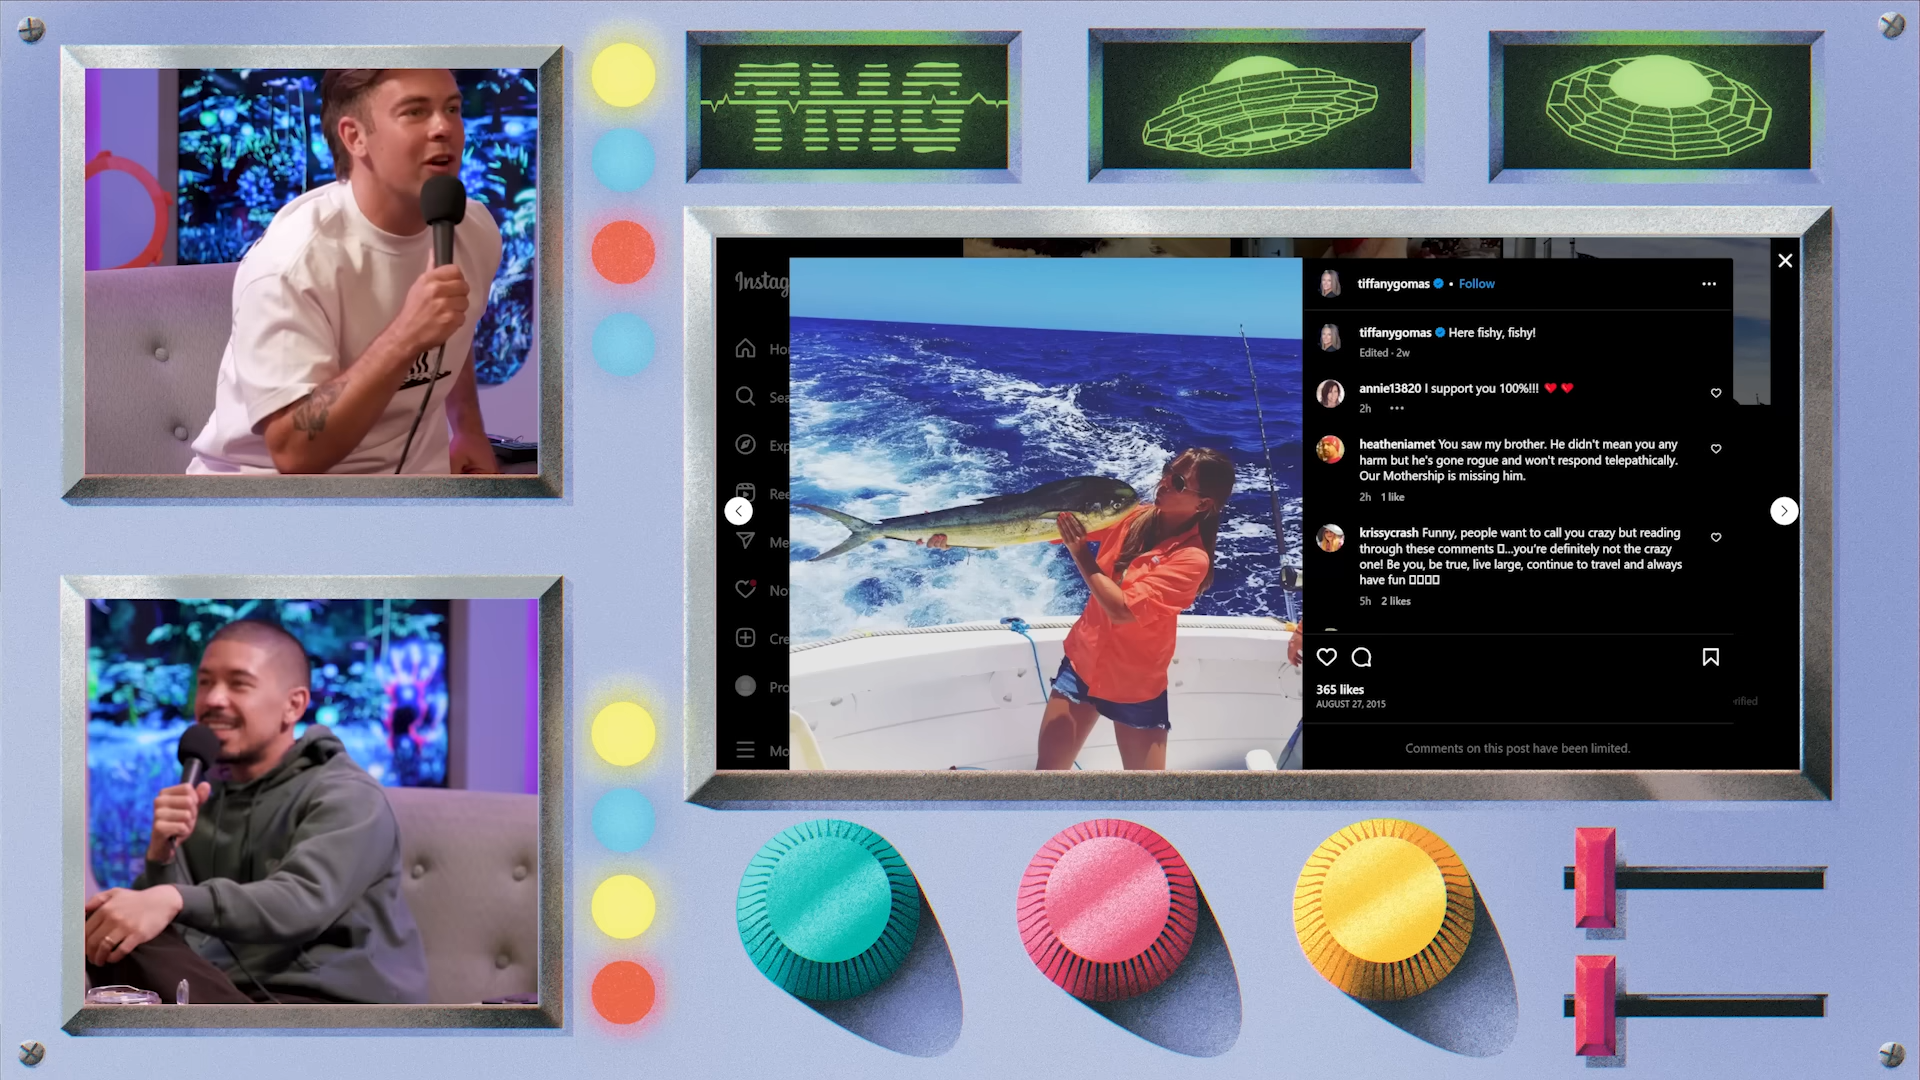 TMG
Instag
Ho
Sea
Exp
Ree
Me
No
Cre
Pro
Mo
tiffanygomas • Follow
tiffanygomas Here fishy, fishy!
Edited · 2w
annie13820 I support you 100%!!! ❤️ ❤️
2h
heatheniamet You saw my brother. He didn't mean you any
harm but he's gone rogue and won't respond telepathically.
Our Mothership is missing him.
2h 1 like
krissycrash Funny, people want to call you crazy but reading
through these comments ▯...you're definitely not the crazy
one! Be you, be true, live large, continue to travel and always
have fun ▯▯▯▯
5h 2 likes
365 likes
AUGUST 27, 2015
rified
Comments on this post have been limited.